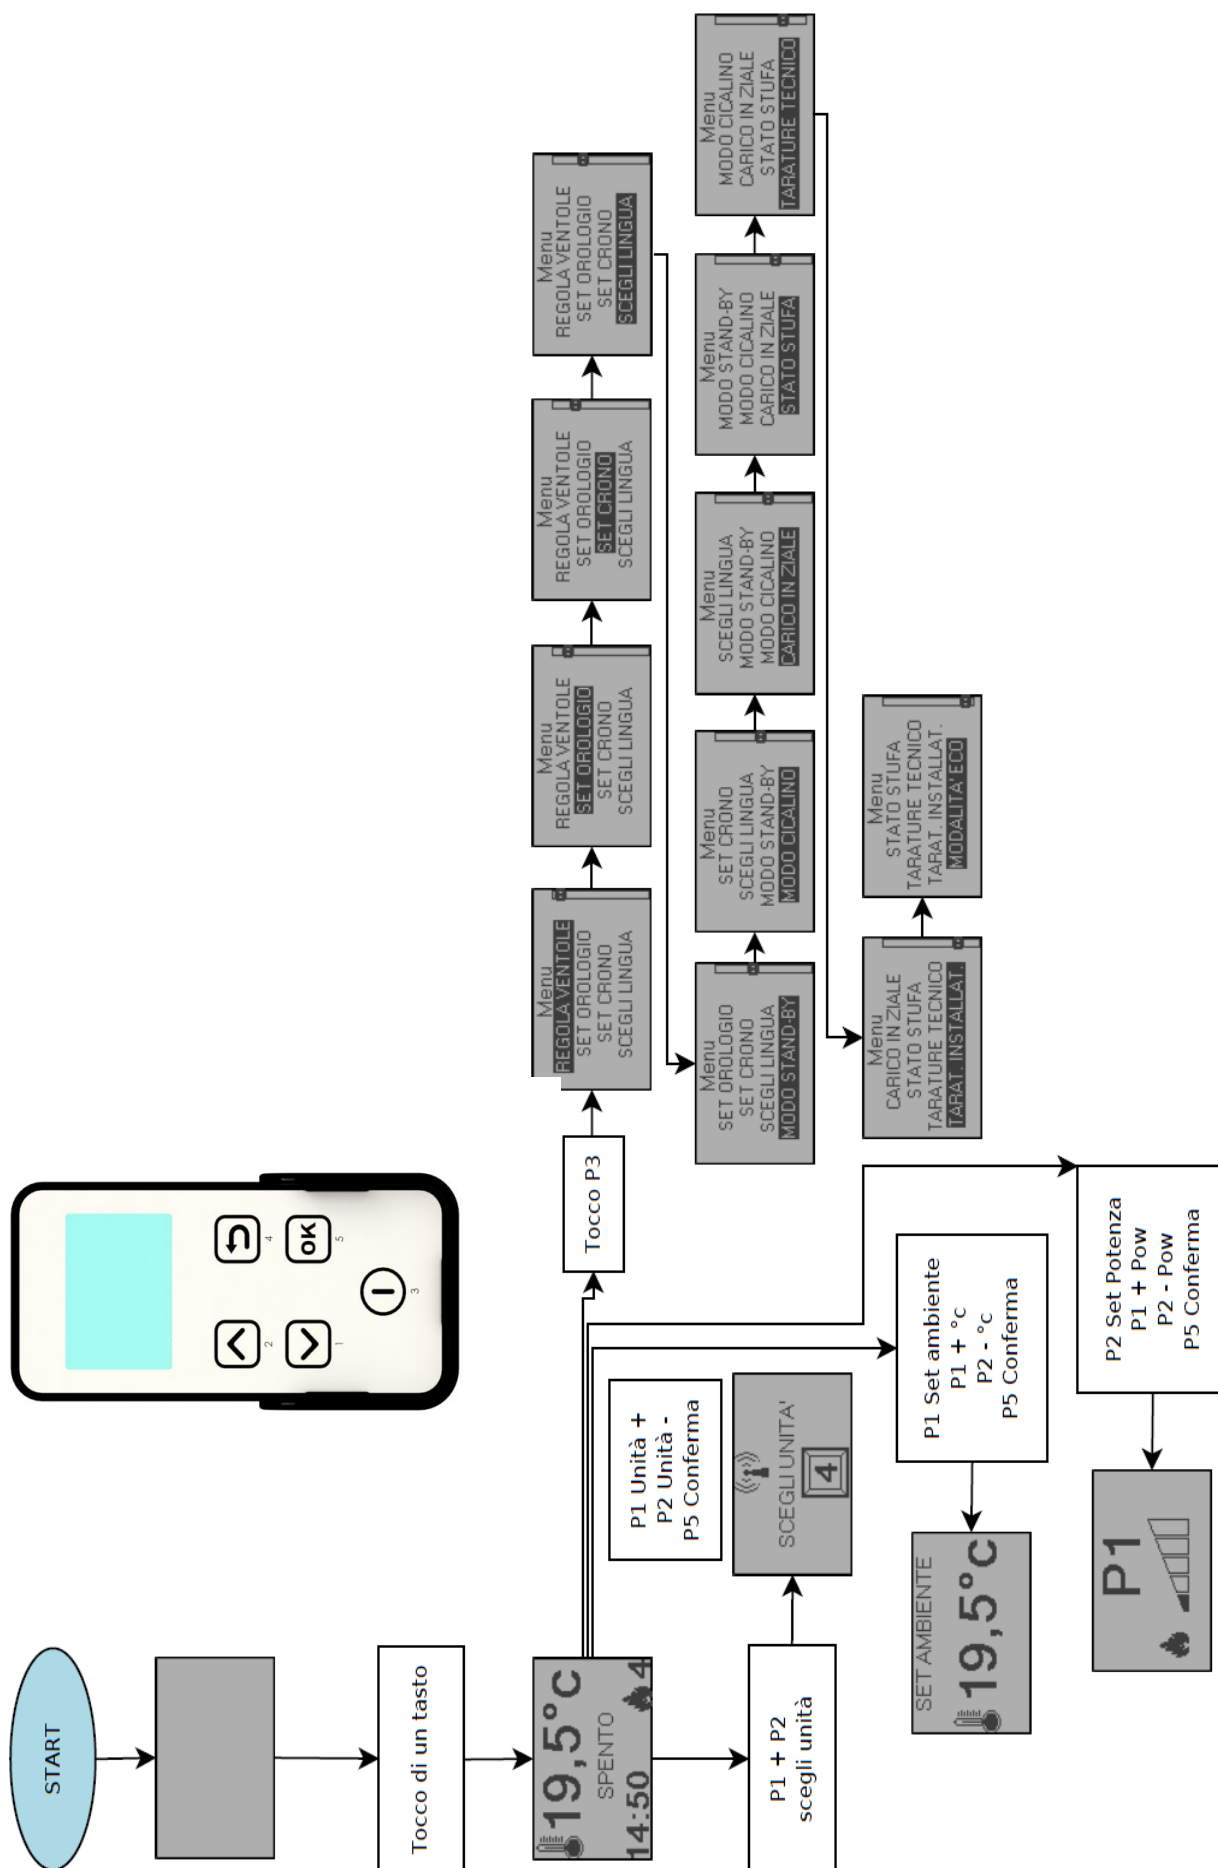 START
Tocco di un tasto
19,5°c
SPENTO
14:50
4
P1 + P2
scegli unità
P1 Unità +
P2 Unità -
P5 Conferma
SCEGLI UNITA'
4
2
1
4
OK
5
3
Tocco P3
Menu
REGOLA VENTOLE
SET OROLOGIO
SET CRONO
SCEGLI LINGUA
Menu
REGOLA VENTOLE
SET OROLOGIO
SET CRONO
SCEGLI LINGUA
Menu
REGOLA VENTOLE
SET OROLOGIO
SET CRONO
SCEGLI LINGUA
Menu
REGOLA VENTOLE
SET OROLOGIO
SET CRONO
SCEGLI LINGUA
Menu
SET OROLOGIO
SET CRONO
SCEGLI LINGUA
MODO STAND-BY
Menu
SET CRONO
SCEGLI LINGUA
MODO STAND-BY
MODO CICALINO
Menu
SCEGLI LINGUA
MODO STAND-BY
MODO CICALINO
CARICO IN ZIALE
Menu
MODO STAND-BY
MODO CICALINO
CARICO IN ZIALE
STATO STUFA
Menu
MODO CICALINO
CARICO IN ZIALE
STATO STUFA
TARATURE TECNICO
Menu
CARICO IN ZIALE
STATO STUFA
TARATURE TECNICO
TARAT. INSTALLAT.
Menu
STATO STUFA
TARATURE TECNICO
TARAT. INSTALLAT.
MODALITA' ECO
P1 Set ambiente
P1 + °c
P2 - °c
P5 Conferma
SET AMBIENTE
19,5°c
P2 Set Potenza
P1 + Pow
P2 - Pow
P5 Conferma
P1